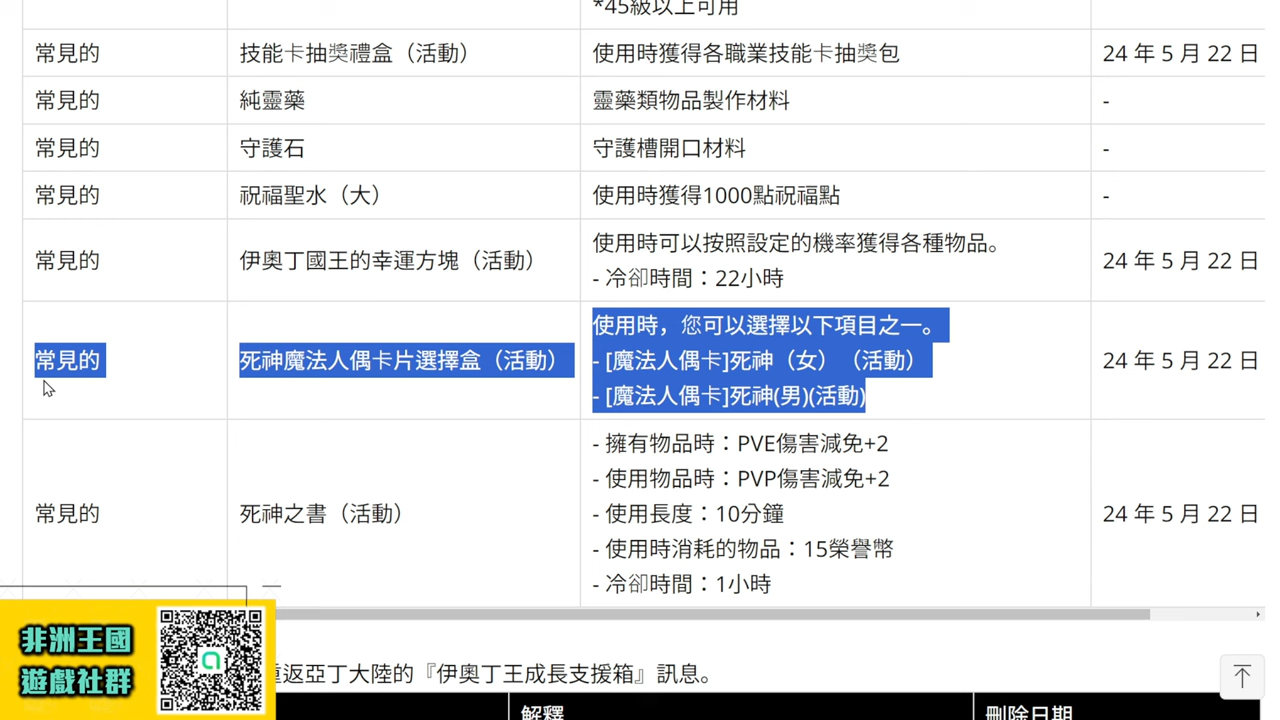 *45級以上可用
常見的 技能卡抽獎禮盒（活動） 使用時獲得各職業技能卡抽獎包 24 年 5 月 22 日
常見的 純靈藥 靈藥類物品製作材料 -
常見的 守護石 守護槽開口材料 -
常見的 祝福聖水（大） 使用時獲得1000點祝福點 -
常見的 伊奧丁國王的幸運方塊（活動） 使用時可以按照設定的機率獲得各種物品。 24 年 5 月 22 日
- 冷卻時間：22小時
使用時，您可以選擇以下項目之一。
常見的 死神魔法人偶卡片選擇盒（活動） - [魔法人偶卡]死神（女）（活動） 24 年 5 月 22 日
- [魔法人偶卡]死神(男)(活動)
- 擁有物品時：PVE傷害減免+2
- 使用物品時：PVP傷害減免+2
常見的 死神之書（活動） - 使用長度：10分鐘 24 年 5 月 22 日
- 使用時消耗的物品：15榮譽幣
- 冷卻時間：1小時
非洲王國
遊戲社群
重返亞丁大陸的『伊奧丁王成長支援箱』訊息。
解釋 刪除日期